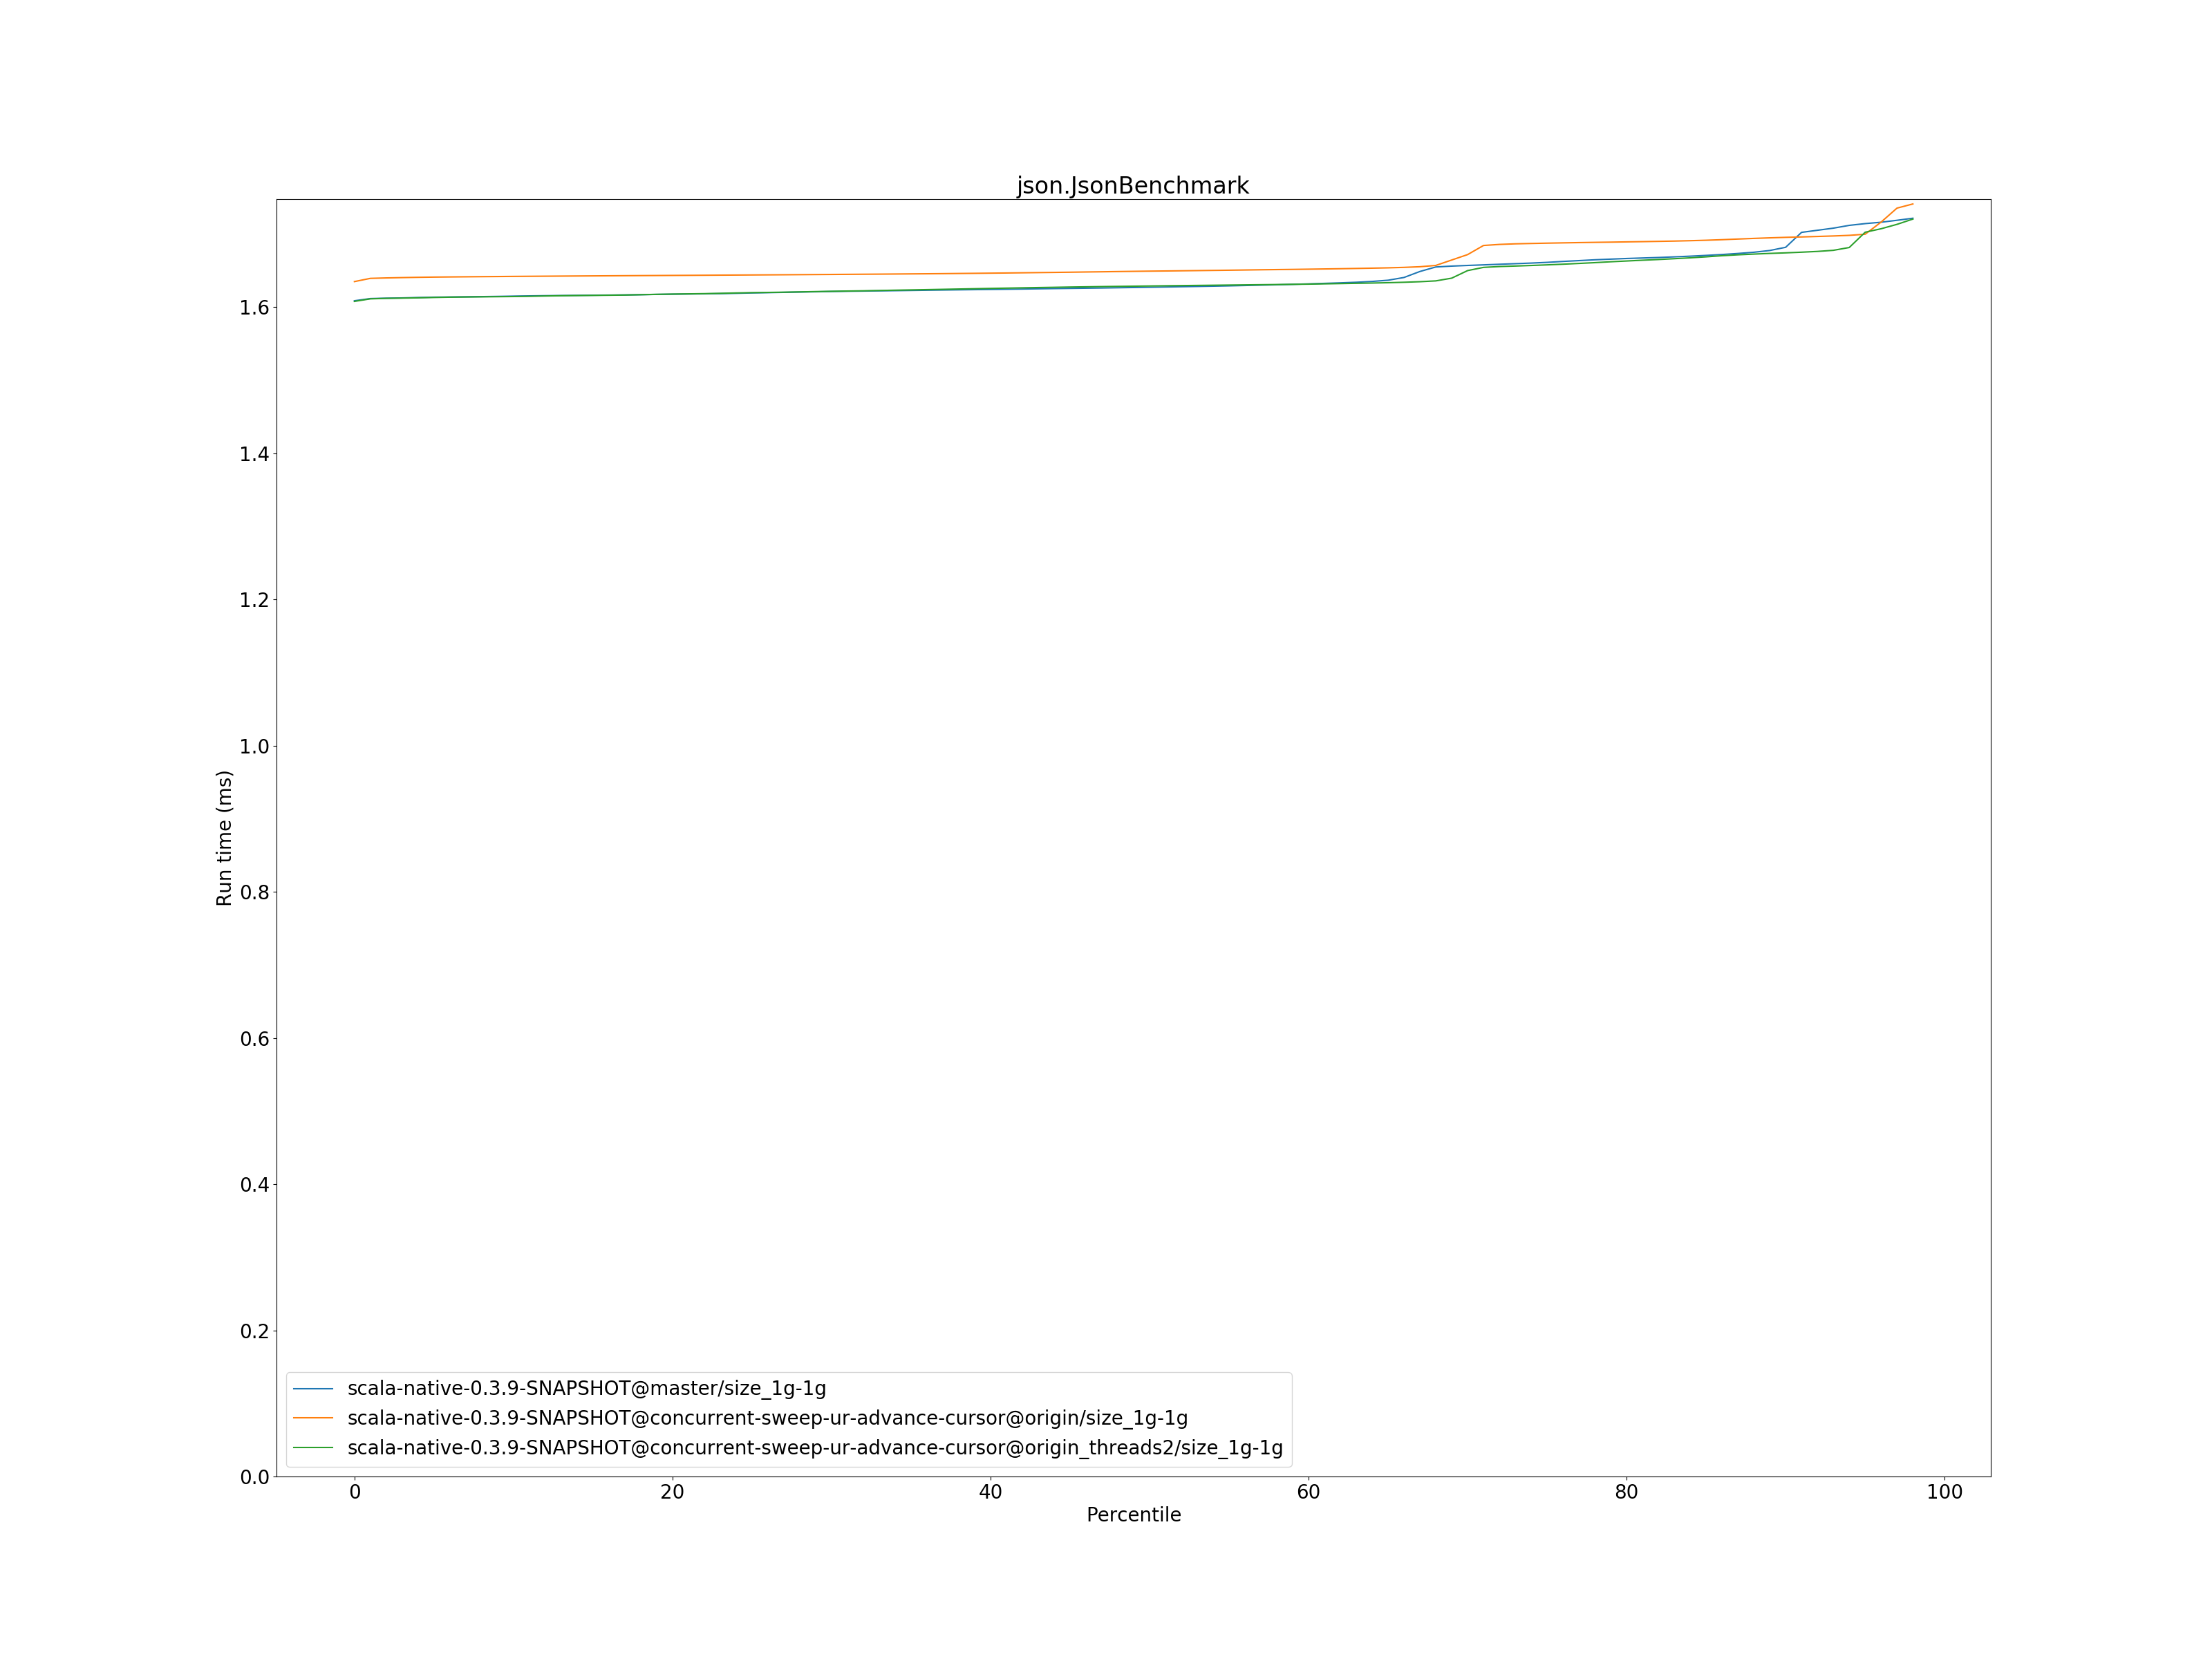 json.JsonBenchmark
Run time (ms)
1.6
1.4
1.2
1.0
0.8
0.6
0.4
0.2
0.0
scala-native-0.3.9-SNAPSHOT@master/size_1g-1g
scala-native-0.3.9-SNAPSHOT@concurrent-sweep-ur-advance-cursor@origin/size_1g-1g
scala-native-0.3.9-SNAPSHOT@concurrent-sweep-ur-advance-cursor@origin_threads2/size_1g-1g
0 20 40 60 80 100
Percentile